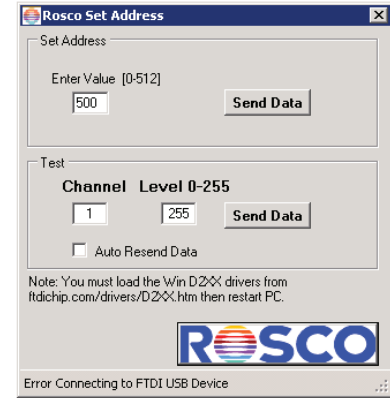 Rosco Set Address
Set Address
Enter Value [0-512]
500
Send Data
Test
Channel Level 0-255
1 255 Send Data
Auto Resend Data
Note: You must load the Win D2XX drivers from
ftdichip.com/drivers/D2XX.htm then restart PC.
ROSCO
Error Connecting to FTDI USB Device